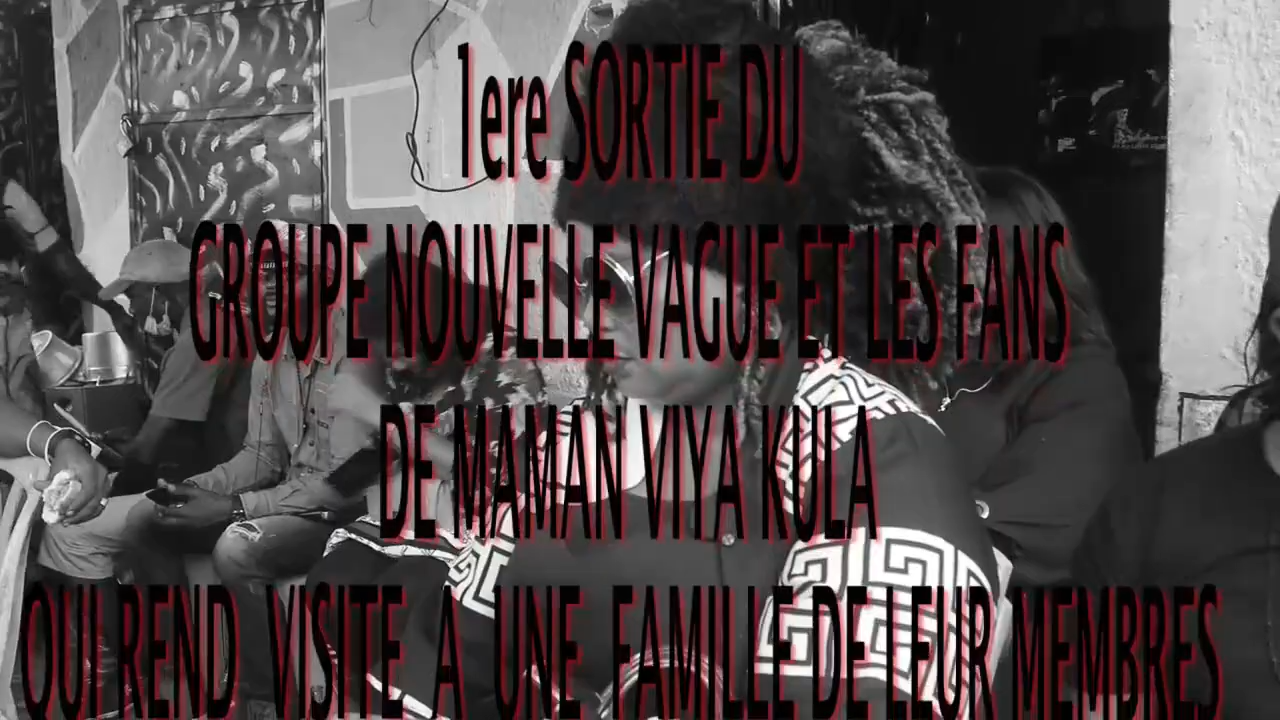 1ere SORTIE DU
GROUPE NOUVELLE VAGUE ET LES FANS
DE MAMAN VIYA KULA
QUI REND VISITE A UNE FAMILLE DE LEUR MEMBRES